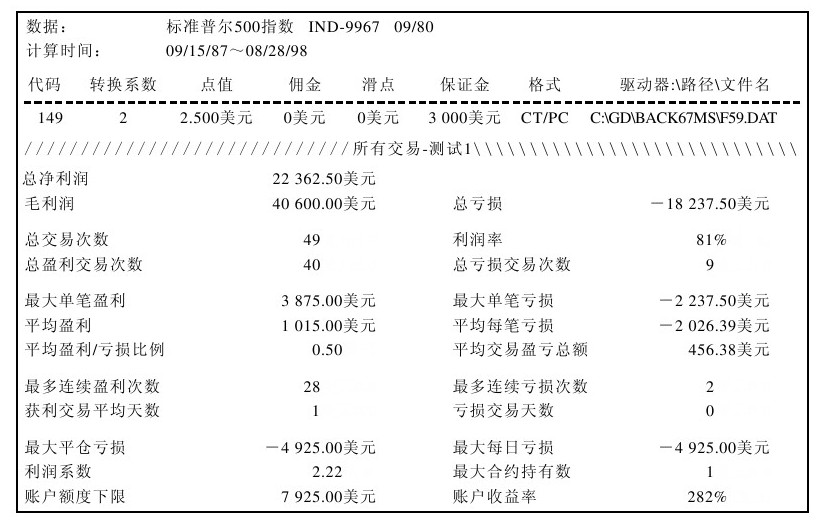 数据： 标准普尔500指数 IND-9967 09/80
计算时间： 09/15/87～08/28/98
代码 转换系数 点值 佣金 滑点 保证金 格式 驱动器:\路径\文件名
149 2 2.500美元 0美元 0美元 3 000美元 CT/PC C:\GD\BACK67MS\F59.DAT
/////////////////////////////所有交易-测试1\\\\\\\\\\\\\\\\\\\\\\\\\\\\\
总净利润 22 362.50美元
毛利润 40 600.00美元 总亏损 －18 237.50美元
总交易次数 49 利润率 81%
总盈利交易次数 40 总亏损交易次数 9
最大单笔盈利 3 875.00美元 最大单笔亏损 －2 237.50美元
平均盈利 1 015.00美元 平均每笔亏损 －2 026.39美元
平均盈利/亏损比例 0.50 平均交易盈亏总额 456.38美元
最多连续盈利次数 28 最多连续亏损次数 2
获利交易平均天数 1 亏损交易天数 0
最大平仓亏损 －4 925.00美元 最大每日亏损 －4 925.00美元
利润系数 2.22 最大合约持有数 1
账户额度下限 7 925.00美元 账户收益率 282%